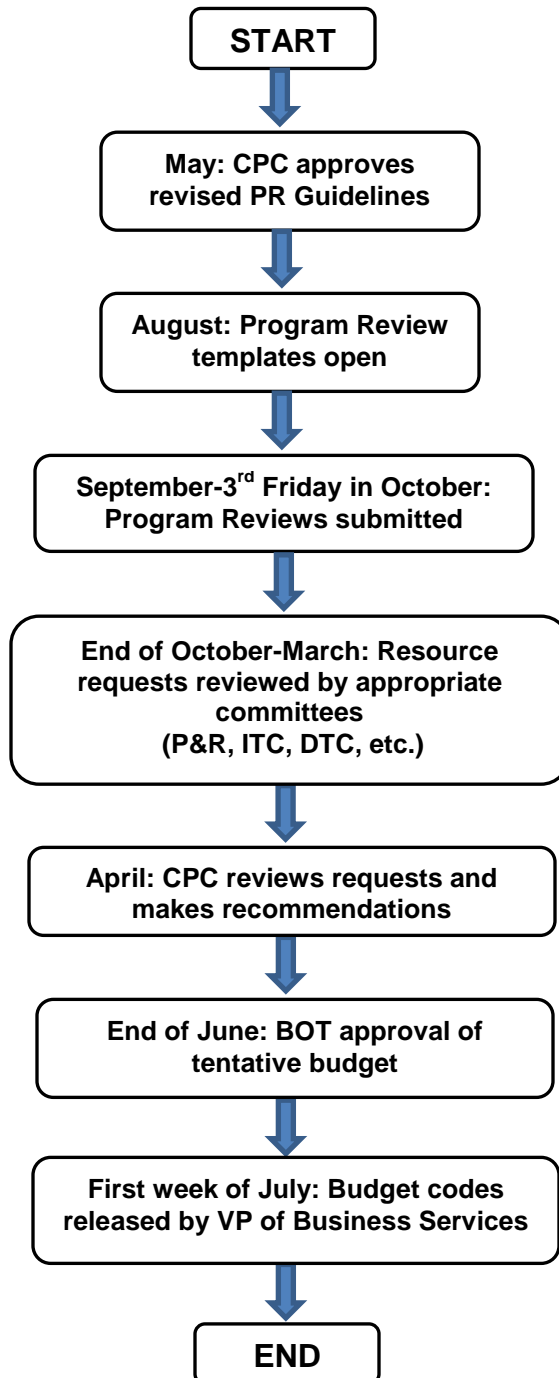 START
May: CPC approves
revised PR Guidelines
August: Program Review
templates open
September-3rd Friday in October:
Program Reviews submitted
End of October-March: Resource
requests reviewed by appropriate
committees
(P&R, ITC, DTC, etc.)
April: CPC reviews requests and
makes recommendations
End of June: BOT approval of
tentative budget
First week of July: Budget codes
released by VP of Business Services
END